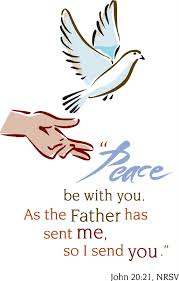 “Peace
be with you.
As the Father has
sent me,
so I send you.”
John 20:21, NRSV